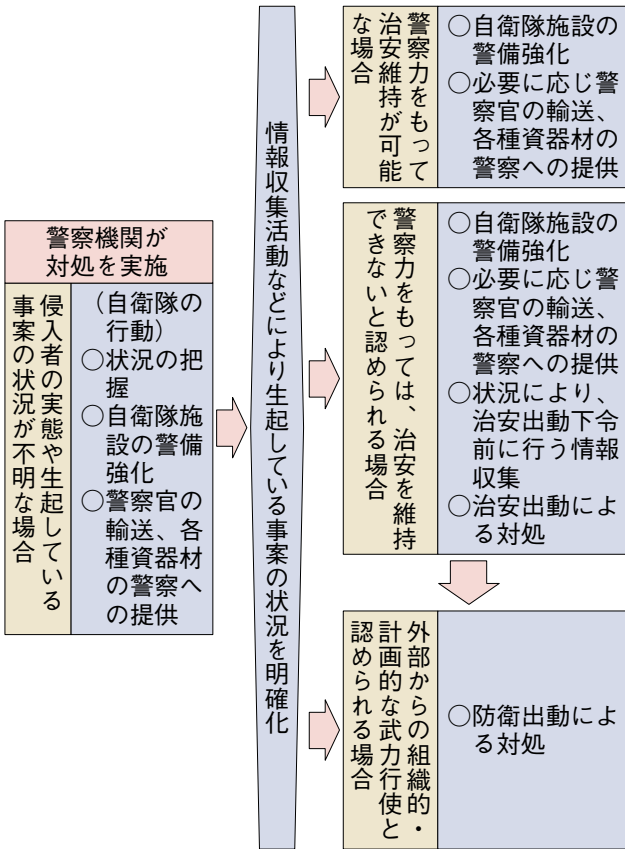 警察機関が
対処を実施
侵入者の実態や生起している
事案の状況が不明な場合
（自衛隊の
行動）
○状況の把
握
○自衛隊施
設の警備
強化
○警察官の
輸送、各
種資器材
の警察へ
の提供
情報収集活動などにより生起している事案の状況を明確化
警察力をもって
治安維持が可能
な場合
○自衛隊施設の
警備強化
○必要に応じ警
察官の輸送、
各種資器材の
警察への提供
警察力をもっては、治安を維持
できないと認められる場合
○自衛隊施設の
警備強化
○必要に応じ警
察官の輸送、
各種資器材の
警察への提供
○状況により、
治安出動下令
前に行う情報
収集
○治安出動によ
る対処
外部からの組織的・
計画的な武力行使と
認められる場合
○防衛出動によ
る対処